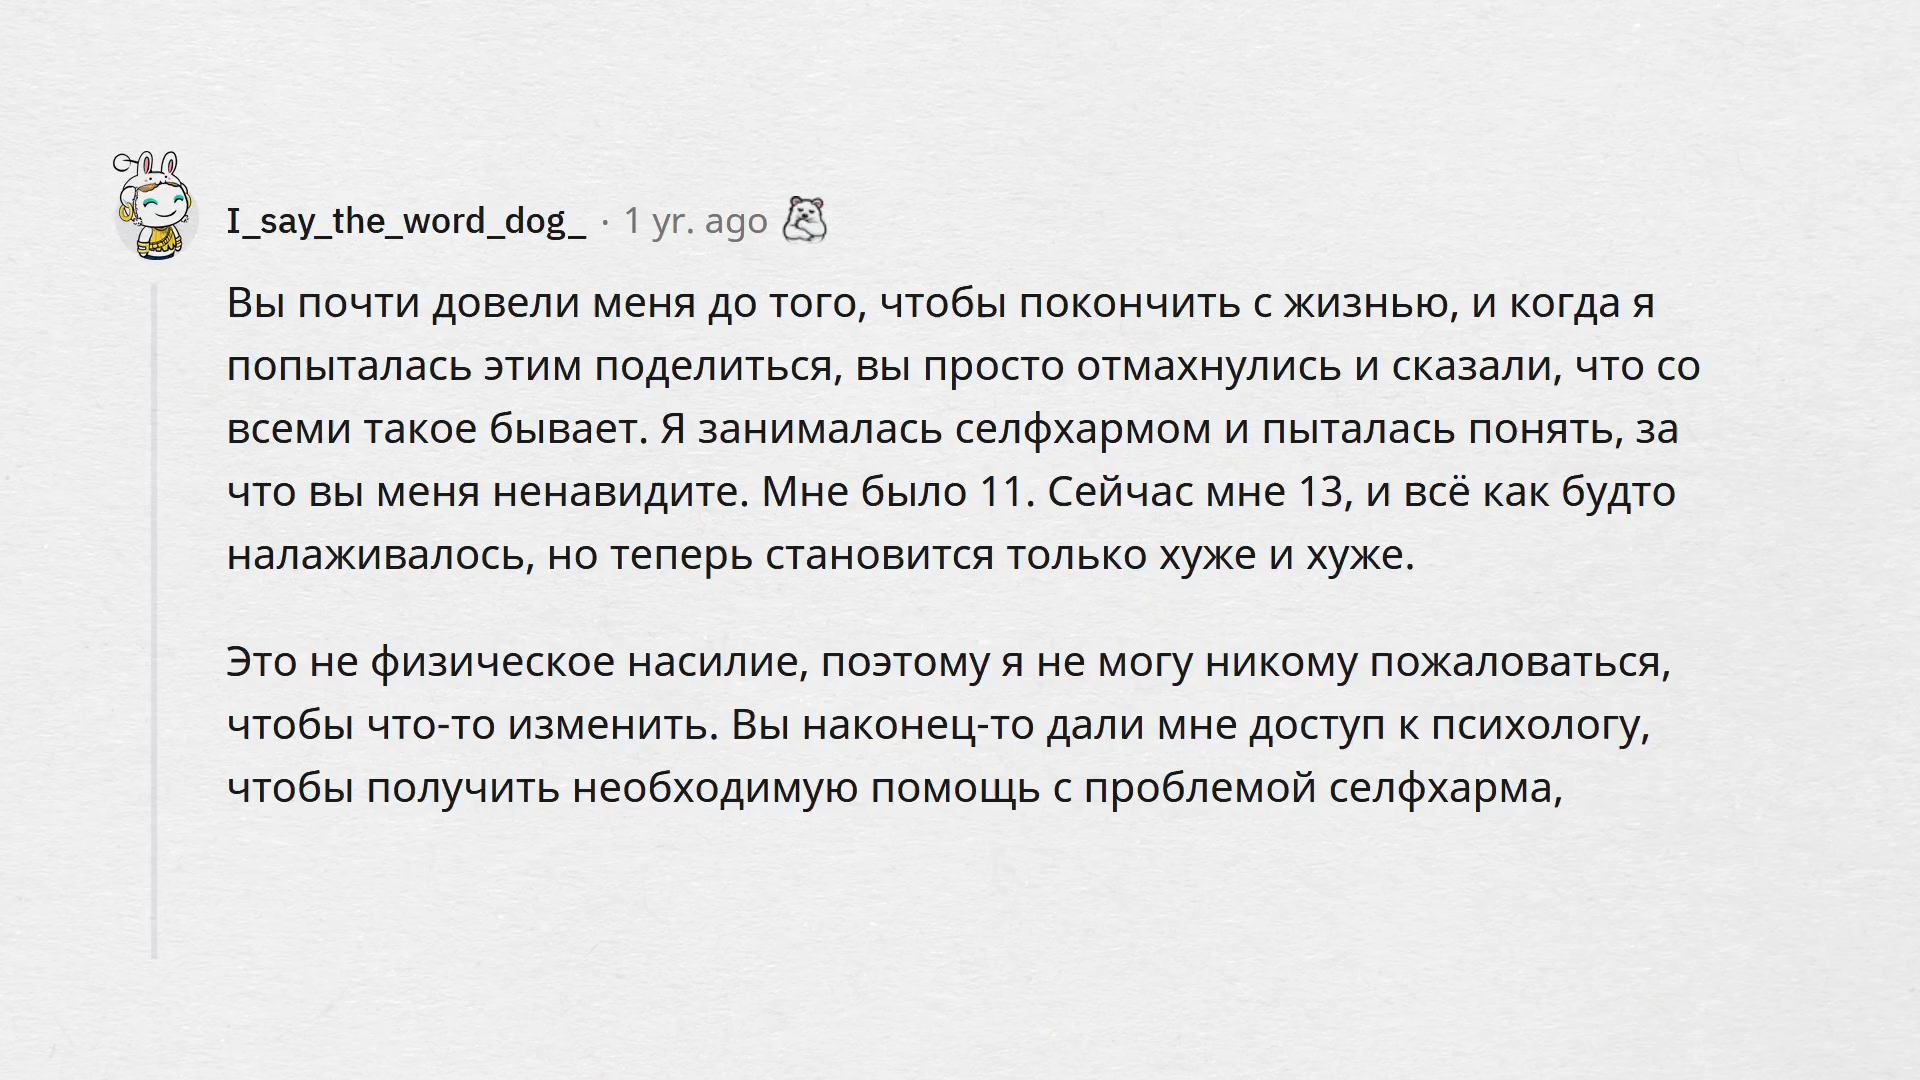 I_say_the_word_dog_ · 1 yr. ago
Вы почти довели меня до того, чтобы покончить с жизнью, и когда я
попыталась этим поделиться, вы просто отмахнулись и сказали, что со
всеми такое бывает. Я занималась селфхармом и пыталась понять, за
что вы меня ненавидите. Мне было 11. Сейчас мне 13, и всё как будто
налаживалось, но теперь становится только хуже и хуже.
Это не физическое насилие, поэтому я не могу никому пожаловаться,
чтобы что-то изменить. Вы наконец-то дали мне доступ к психологу,
чтобы получить необходимую помощь с проблемой селфхарма,